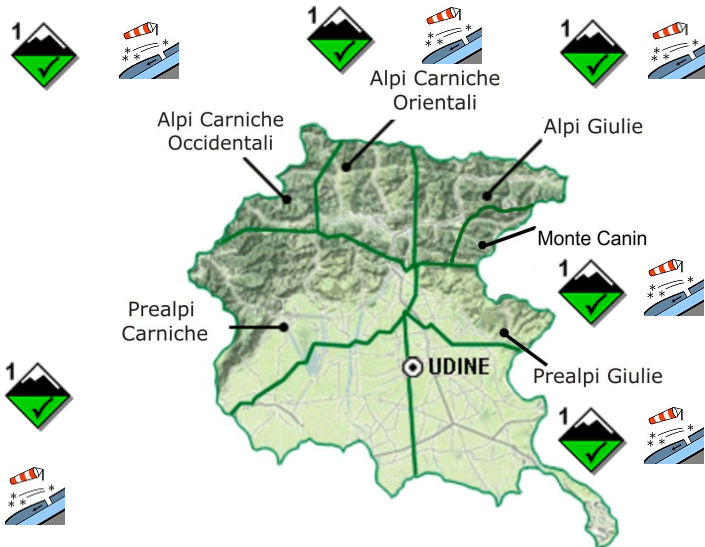 1
1
1
Alpi Carniche
Orientali
Alpi Carniche
Occidentali
Alpi Giulie
Monte Canin
1
Prealpi
Carniche
UDINE
Prealpi Giulie
1
1